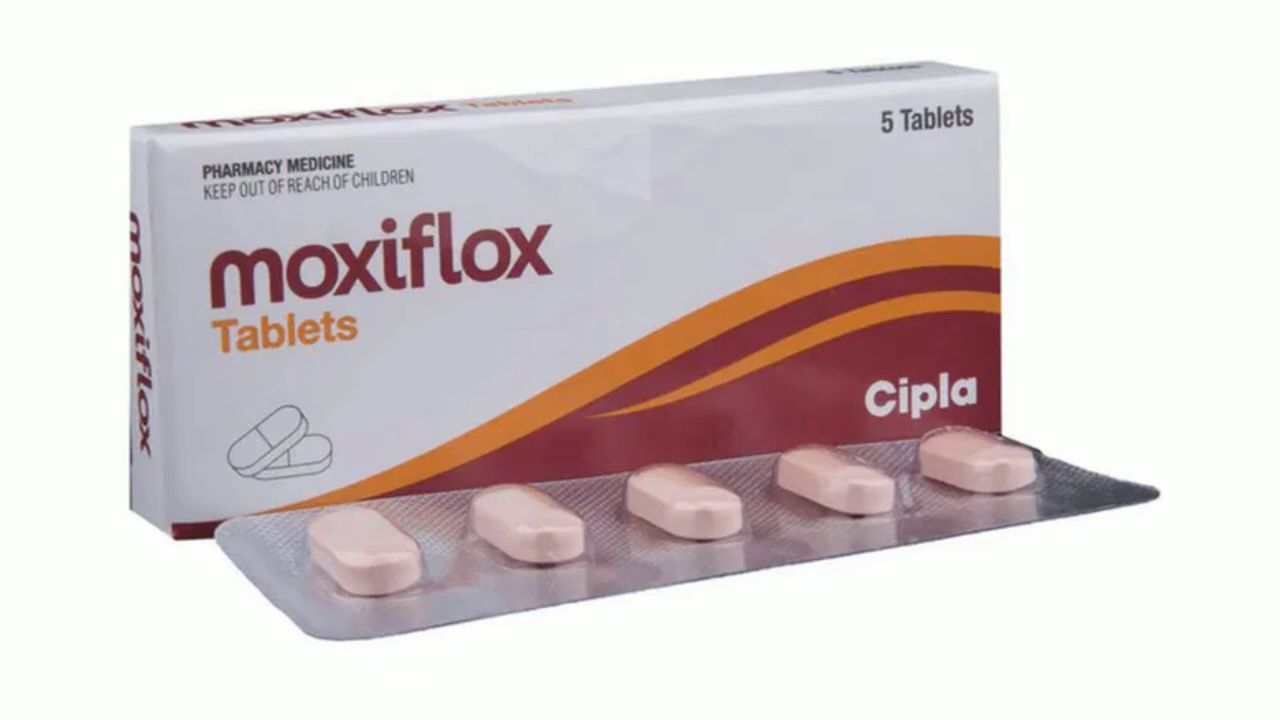 moxiflox Tablets
5 Tablets
PHARMACY MEDICINE
KEEP OUT OF REACH OF CHILDREN
moxiflox
Tablets
moxiflox
Cipla